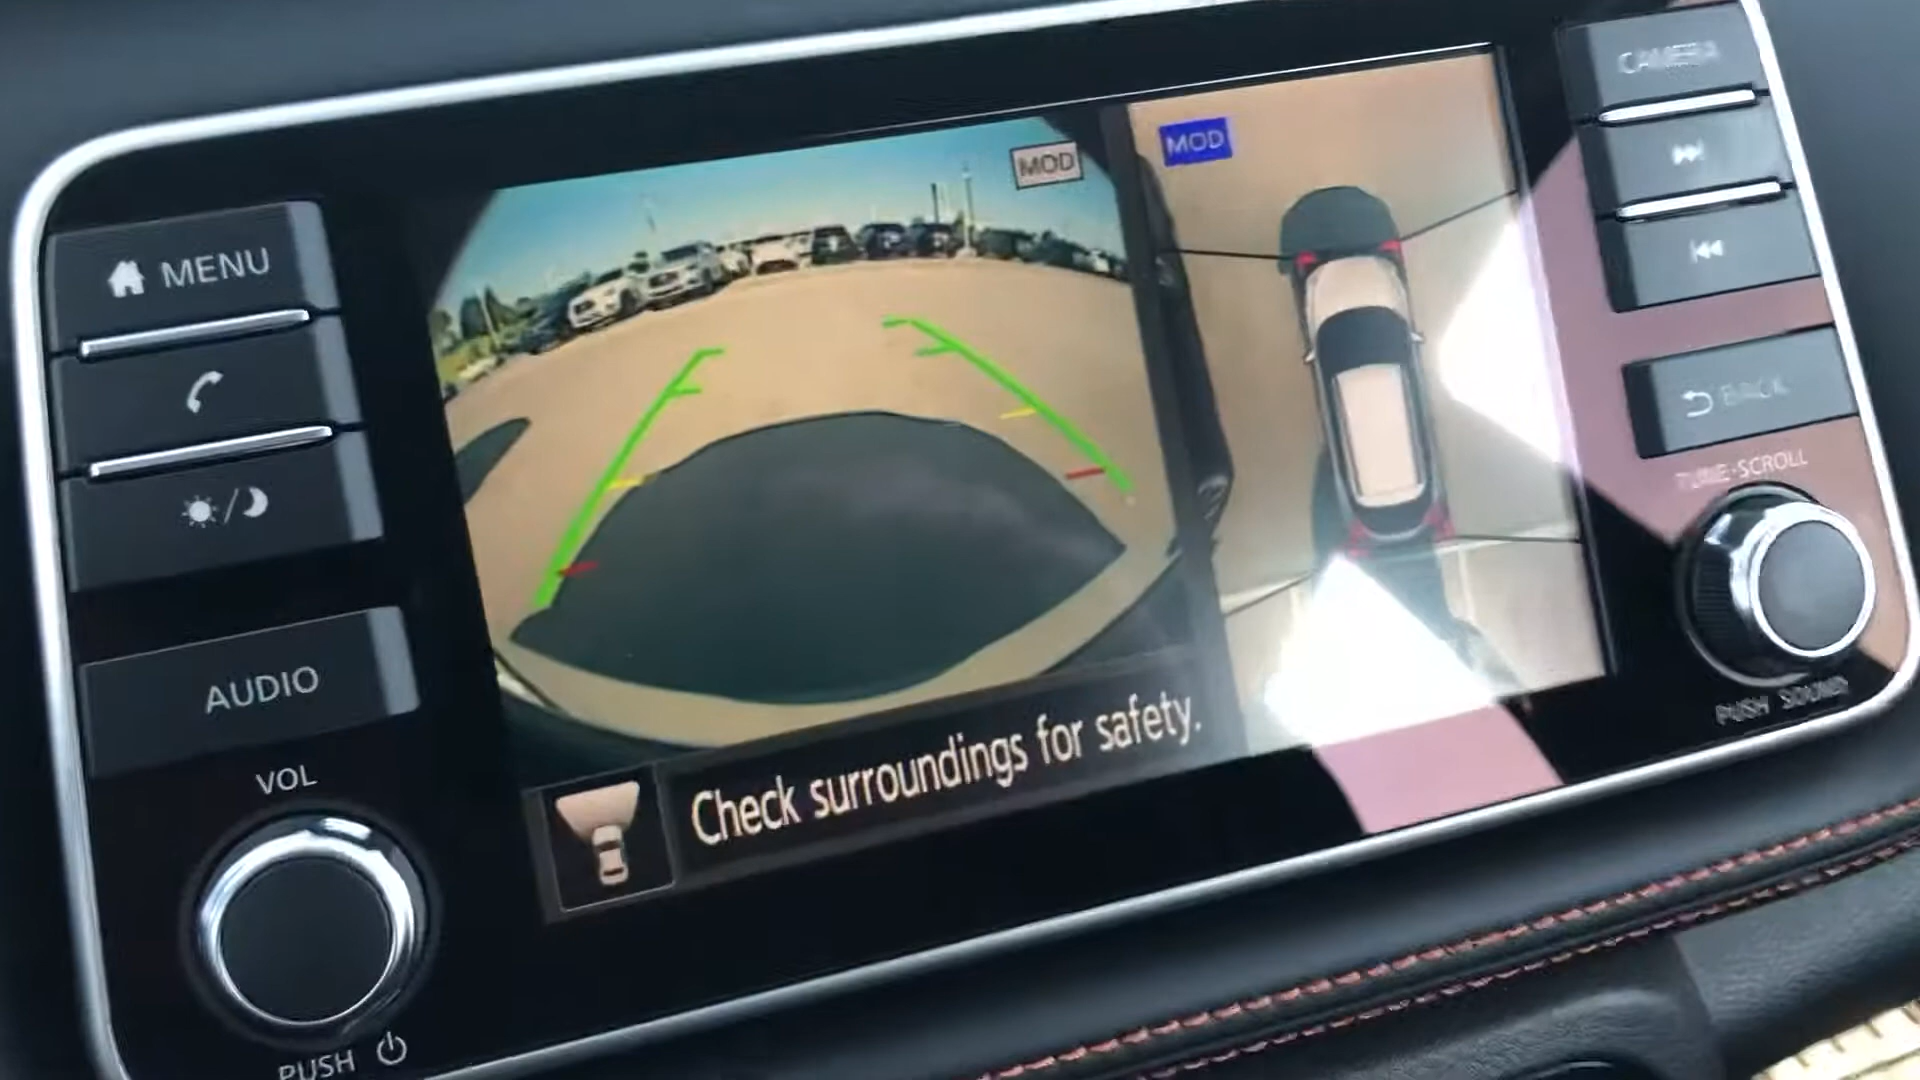 MENU
AUDIO
VOL
PUSH
MOD
MOD
Check surroundings for safety.
CAMERA
BACK
TUNE·SCROLL
PUSH SOUND